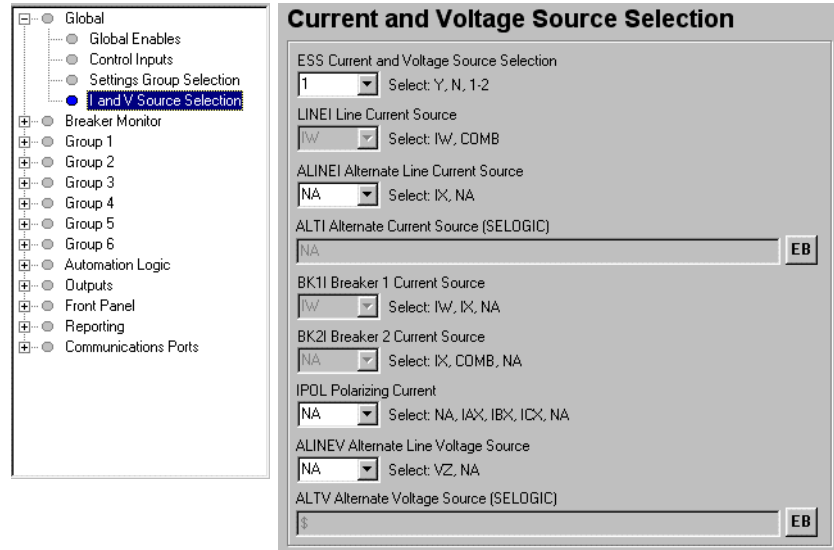 Global
Global Enables
Control Inputs
Settings Group Selection
I and V Source Selection
Breaker Monitor
Group 1
Group 2
Group 3
Group 4
Group 5
Group 6
Automation Logic
Outputs
Front Panel
Reporting
Communications Ports
Current and Voltage Source Selection
ESS Current and Voltage Source Selection
1 Select: Y, N, 1-2
LINEI Line Current Source
IW Select: IW, COMB
ALINEI Alternate Line Current Source
NA Select: IX, NA
ALTI Alternate Current Source (SELOGIC)
NA EB
BK1I Breaker 1 Current Source
IW Select: IW, IX, NA
BK2I Breaker 2 Current Source
NA Select: IX, COMB, NA
IPOL Polarizing Current
NA Select: NA, IAX, IBX, ICX, NA
ALINEV Alternate Line Voltage Source
NA Select: VZ, NA
ALTV Alternate Voltage Source (SELOGIC)
$ EB